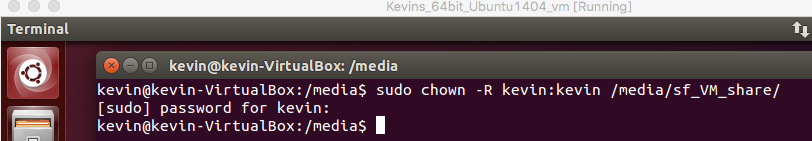 Kevins_64bit_Ubuntu1404_vm [Running]
Terminal
kevin@kevin-VirtualBox: /media
kevin@kevin-VirtualBox:/media$ sudo chown -R kevin:kevin /media/sf_VM_share/
[sudo] password for kevin:
kevin@kevin-VirtualBox:/media$